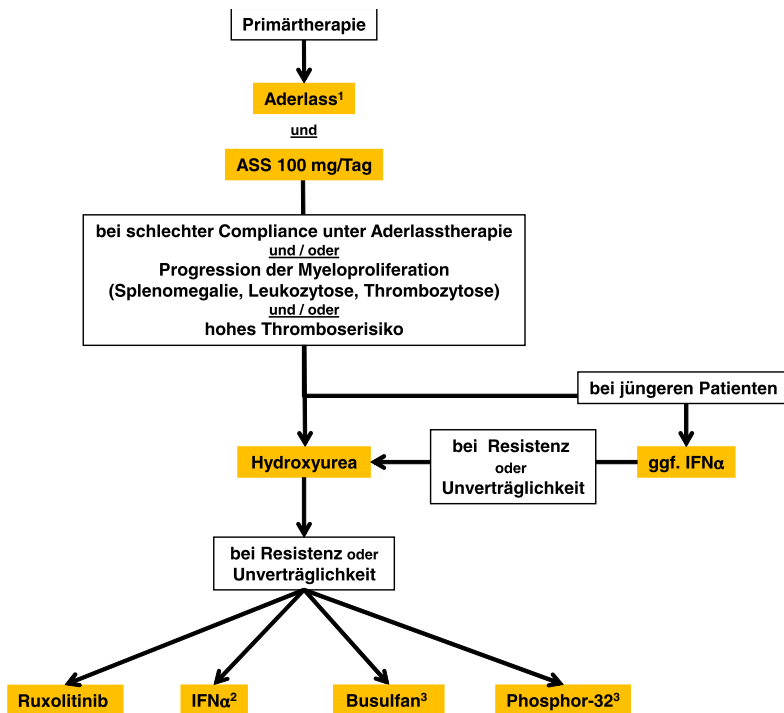 Primärtherapie
Aderlass¹
und
ASS 100 mg/Tag
bei schlechter Compliance unter Aderlasstherapie
und / oder
Progression der Myeloproliferation
(Splenomegalie, Leukozytose, Thrombozytose)
und / oder
hohes Thromboserisiko
bei jüngeren Patienten
Hydroxyurea
bei Resistenz
oder
Unverträglichkeit
ggf. IFNα
bei Resistenz oder
Unverträglichkeit
Ruxolitinib
IFNα²
Busulfan³
Phosphor-32³